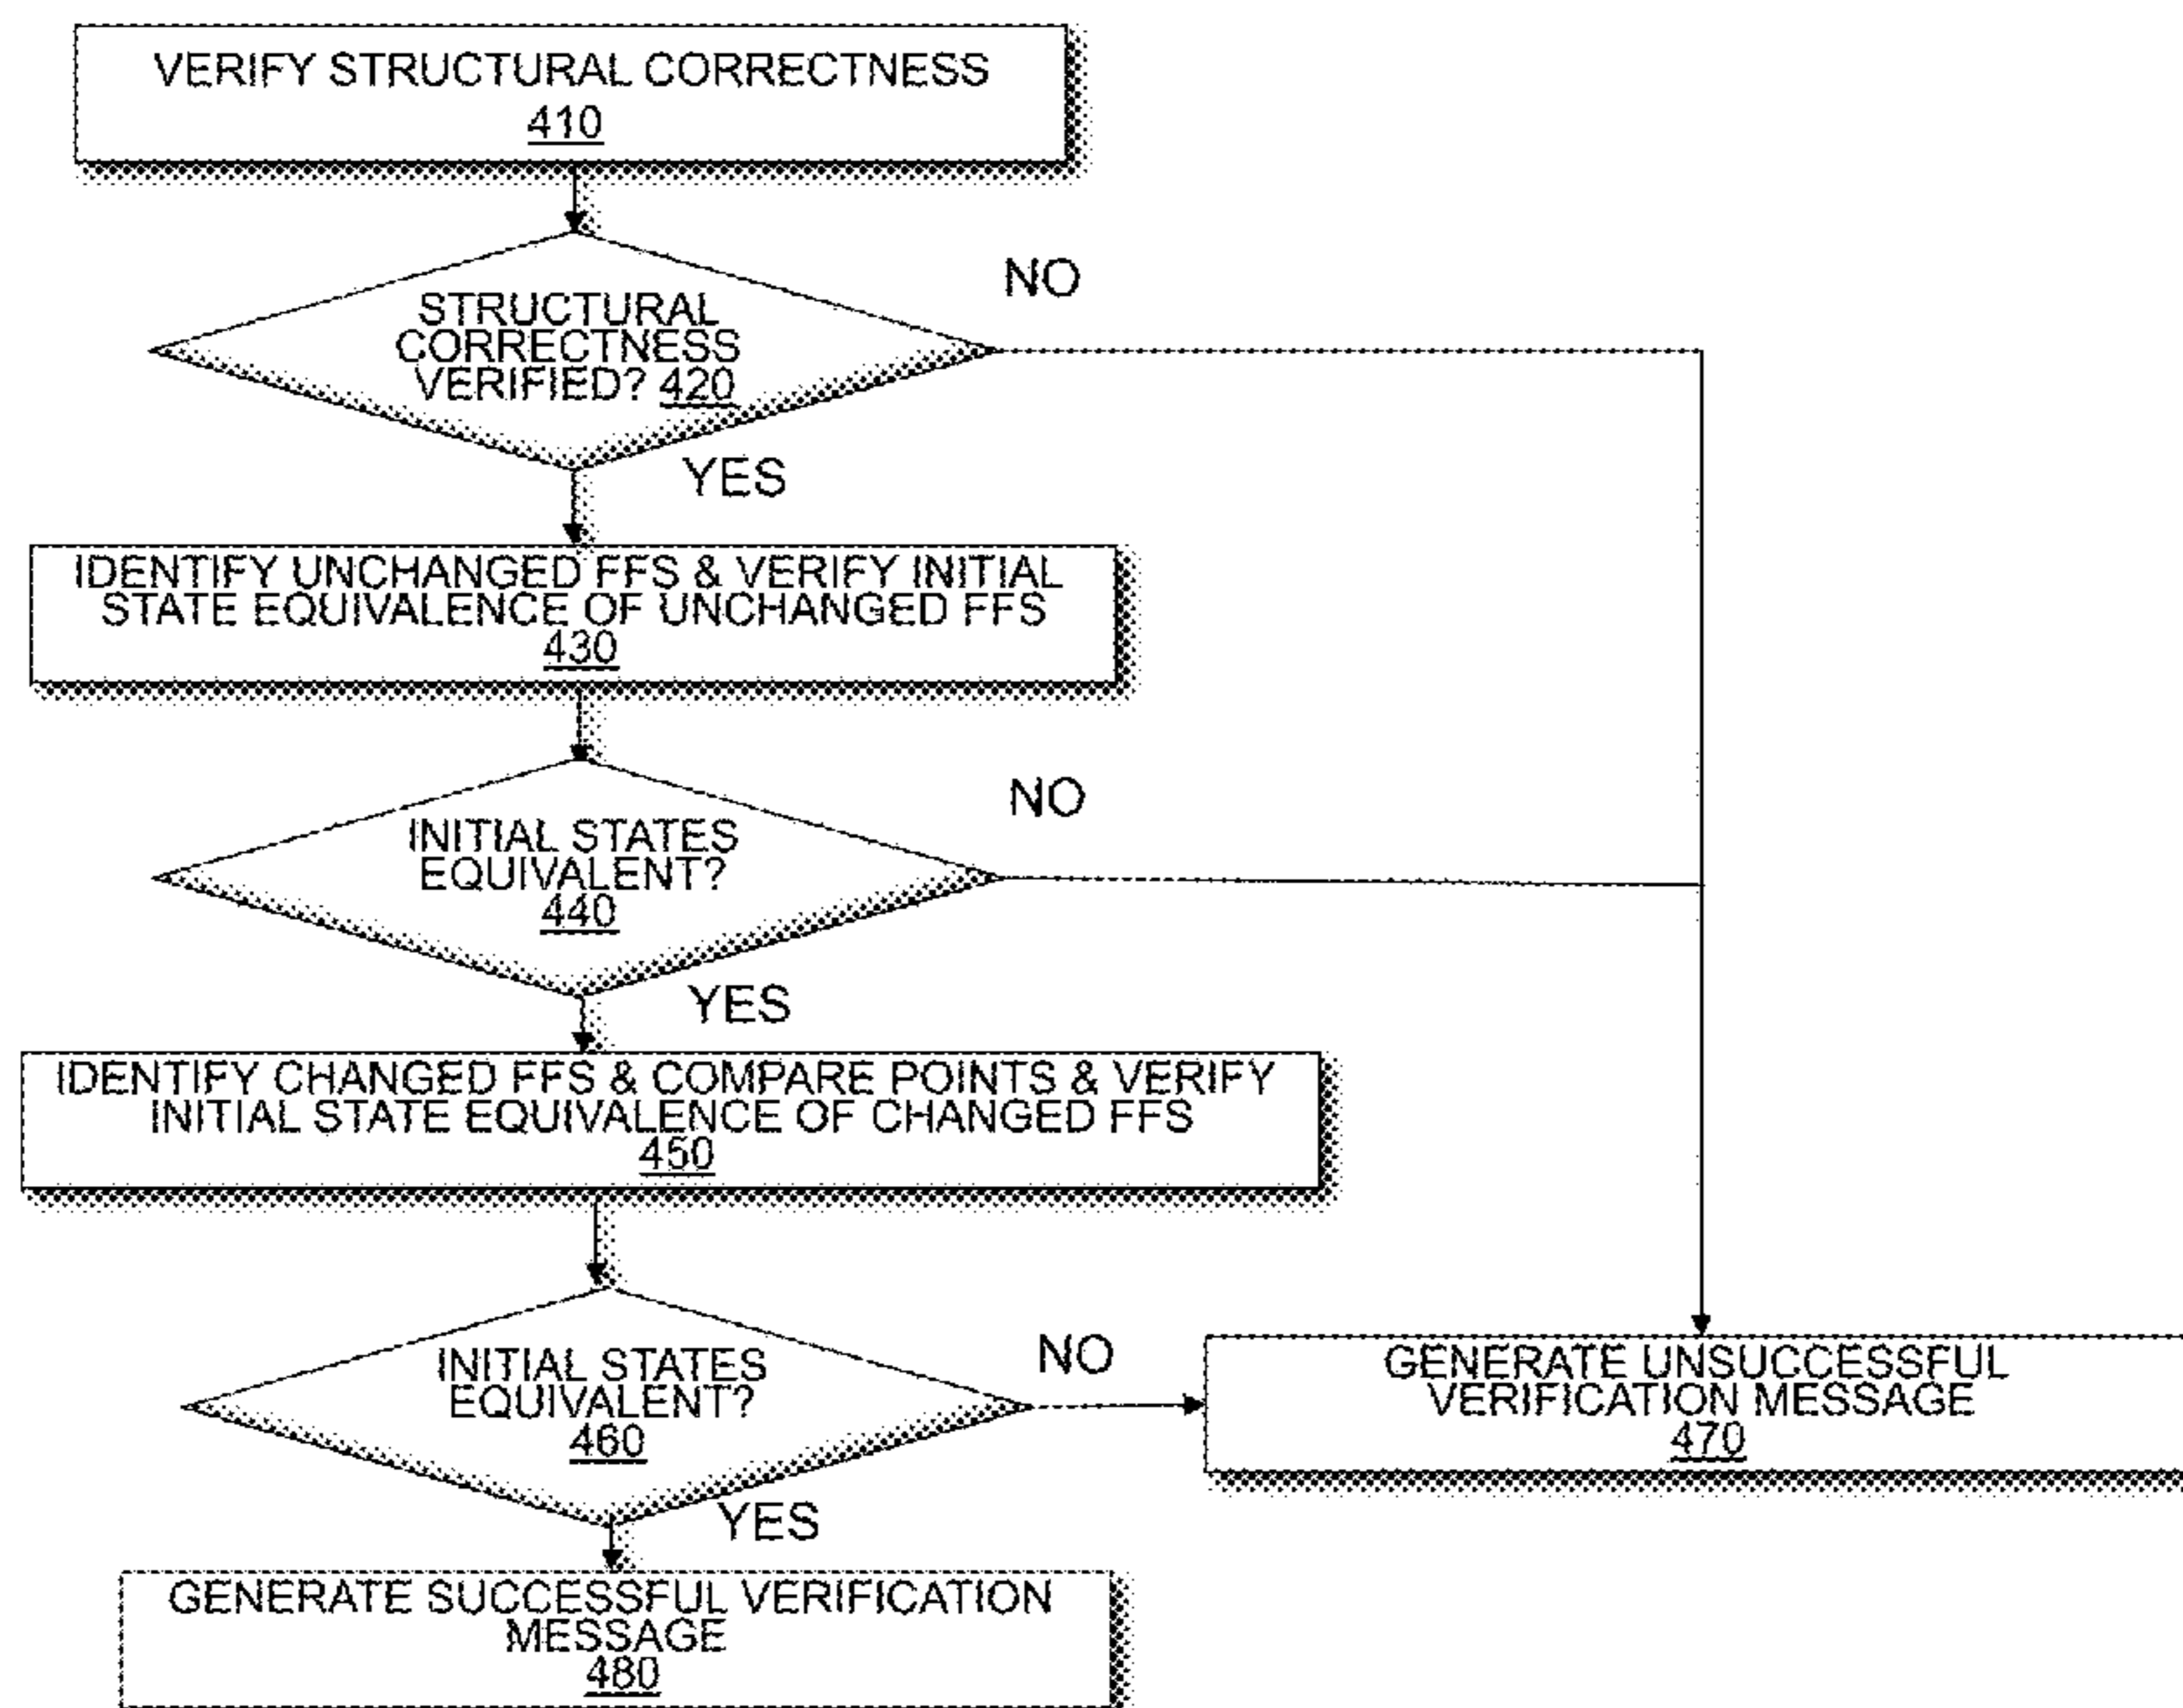 VERIFY STRUCTURAL CORRECTNESS
410
STRUCTURAL
CORRECTNESS
VERIFIED? 420
NO
YES
IDENTIFY UNCHANGED FFS & VERIFY INITIAL
STATE EQUIVALENCE OF UNCHANGED FFS
430
INITIAL STATES
EQUIVALENT?
440
NO
YES
IDENTIFY CHANGED FFS & COMPARE POINTS & VERIFY
INITIAL STATE EQUIVALENCE OF CHANGED FFS
450
INITIAL STATES
EQUIVALENT?
460
NO
YES
GENERATE UNSUCCESSFUL
VERIFICATION MESSAGE
470
GENERATE SUCCESSFUL VERIFICATION
MESSAGE
480